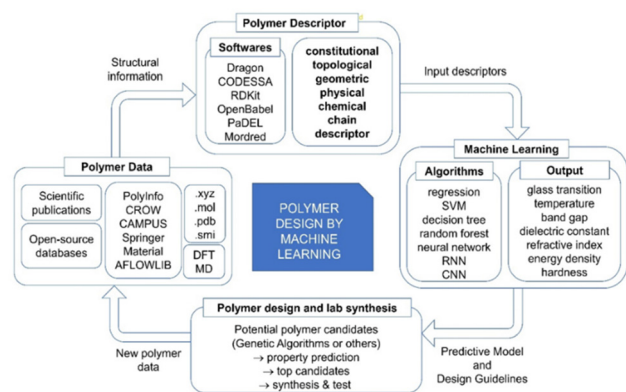 Polymer Descriptor
Softwares
Dragon
CODESSA
RDKit
OpenBabel
PaDEL
Mordred
constitutional
topological
geometric
physical
chemical
chain
descriptor
Structural
information
Input descriptors
Machine Learning
Algorithms
regression
SVM
decision tree
random forest
neural network
RNN
CNN
Output
glass transition
temperature
band gap
dielectric constant
refractive index
energy density
hardness
Polymer Data
Scientific
publications
Open-source
databases
PolyInfo
CROW
CAMPUS
Springer
Material
AFLOWLIB
.xyz
.mol
.pdb
.smi
DFT
MD
POLYMER
DESIGN BY
MACHINE
LEARNING
Polymer design and lab synthesis
Potential polymer candidates
(Genetic Algorithms or others)
→ property prediction
→ top candidates
→ synthesis & test
New polymer
data
Predictive Model
and
Design Guidelines